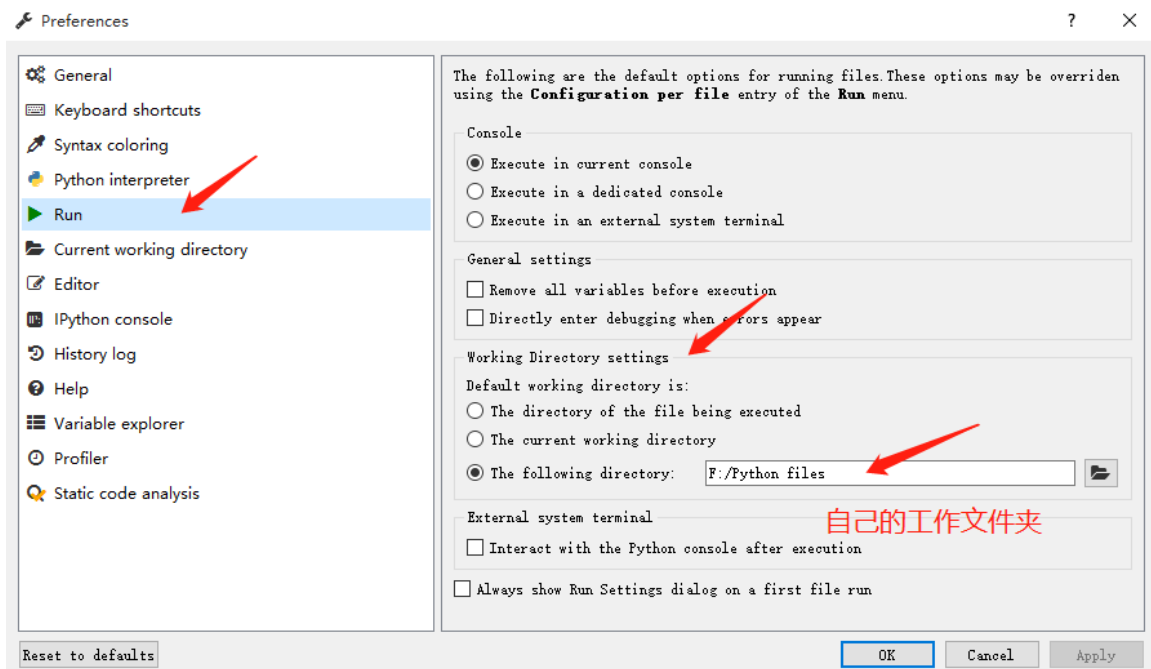 Preferences
?
General
Keyboard shortcuts
Syntax coloring
Python interpreter
Run
Current working directory
Editor
IPython console
History log
Help
Variable explorer
Profiler
Static code analysis
The following are the default options for running files.These options may be overriden
using the Configuration per file entry of the Run menu.
Console
Execute in current console
Execute in a dedicated console
Execute in an external system terminal
General settings
Remove all variables before execution
Directly enter debugging when errors appear
Working Directory settings
Default working directory is:
The directory of the file being executed
The current working directory
The following directory: F:/Python files
自己的工作文件夹
External system terminal
Interact with the Python console after execution
Always show Run Settings dialog on a first file run
Reset to defaults
OK Cancel Apply